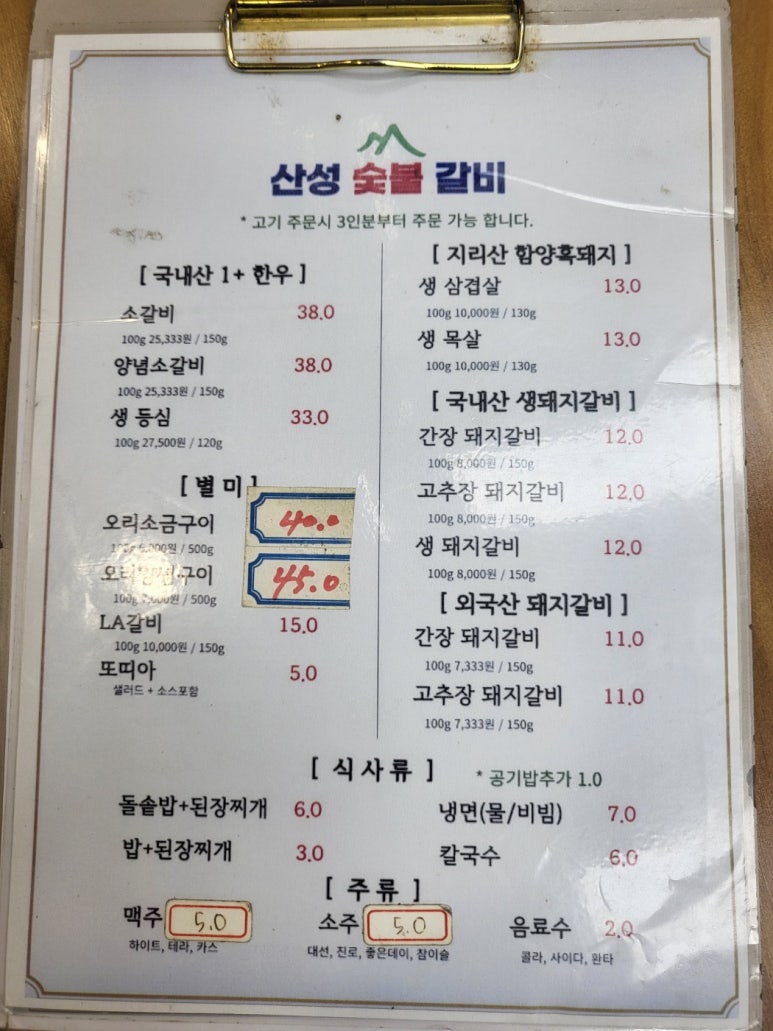 산성 숯불 갈비
* 고기 주문시 3인분부터 주문 가능 합니다.
[ 국내산 1+ 한우 ]
소갈비 38.0
100g 25,333원 / 150g
양념소갈비 38.0
100g 25,333원 / 150g
생 등심 33.0
100g 27,500원 / 120g
[ 별 미 ]
오리소금구이 40.0
/ 500g
구이 45.0
/ 500g
LA갈비 15.0
100g 10,000원 / 150g
또띠아 5.0
샐러드 + 소스포함
[ 지리산 함양흑돼지 ]
생 삼겹살 13.0
100g 10,000원 / 130g
생 목살 13.0
100g 10,000원 / 130g
[ 국내산 생돼지갈비 ]
간장 돼지갈비 12.0
100g 8,000원 / 150g
고추장 돼지갈비 12.0
100g 8,000원 / 150g
생 돼지갈비 12.0
100g 8,000원 / 150g
[ 외국산 돼지갈비 ]
간장 돼지갈비 11.0
100g 7,333원 / 150g
고추장 돼지갈비 11.0
100g 7,333원 / 150g
[ 식 사 류 ] * 공기밥추가 1.0
돌솥밥+된장찌개 6.0
냉면(물/비빔) 7.0
밥+된장찌개 3.0
칼국수 6.0
[ 주 류 ]
맥주 5.0
하이트, 테라, 카스
소주 5.0
대선, 진로, 좋은데이, 참이슬
음료수 2.0
콜라, 사이다, 환타